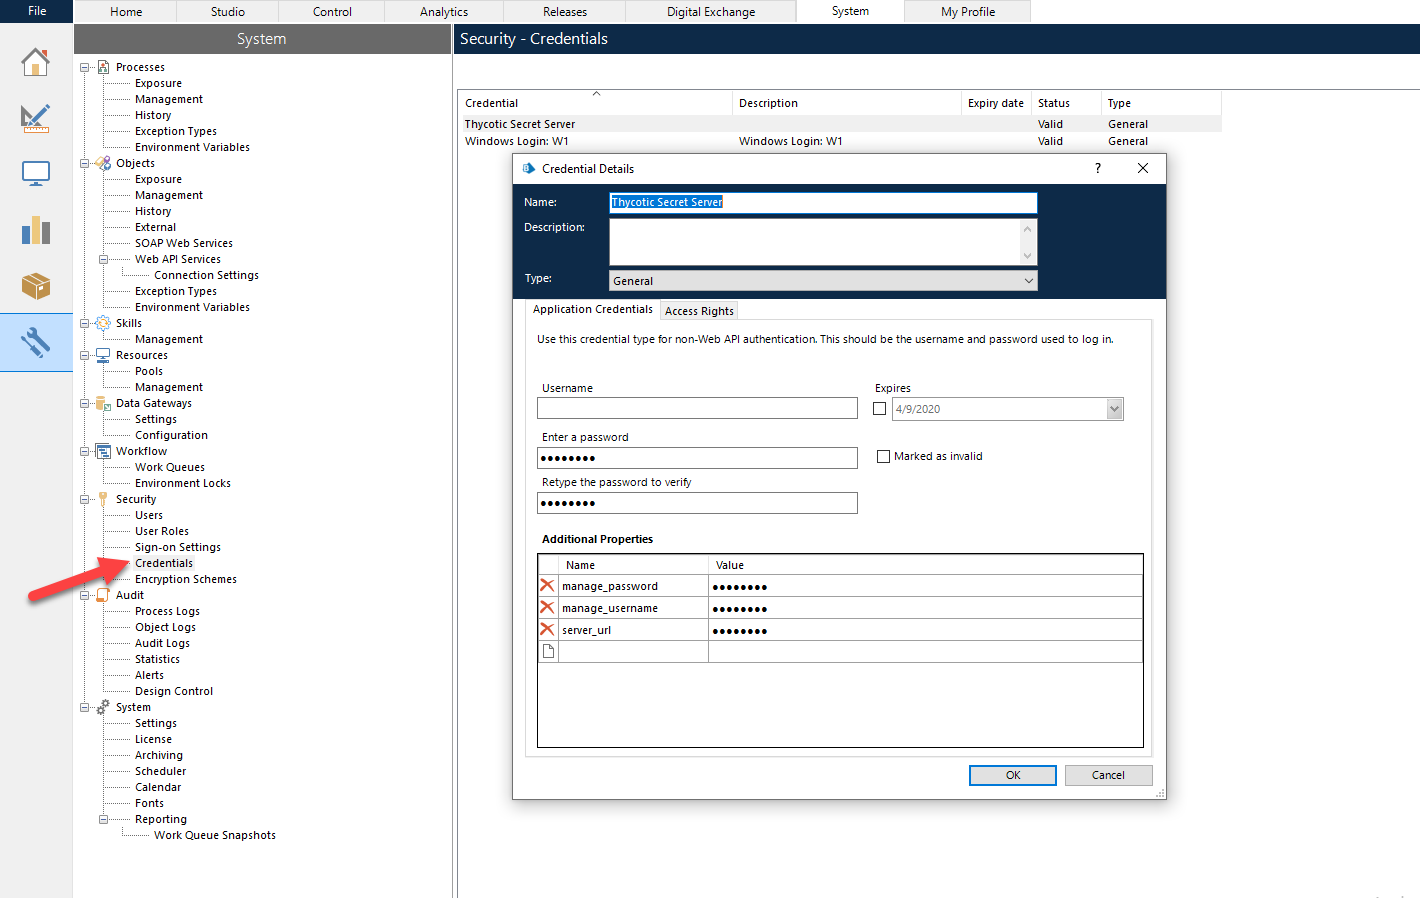 File
Home
Studio
Control
Analytics
Releases
Digital Exchange
System
My Profile
System
Security - Credentials
Processes
Exposure
Management
History
Exception Types
Environment Variables
Objects
Exposure
Management
History
External
SOAP Web Services
Web API Services
Connection Settings
Exception Types
Environment Variables
Skills
Management
Resources
Pools
Management
Data Gateways
Settings
Configuration
Workflow
Work Queues
Environment Locks
Security
Users
User Roles
Sign-on Settings
Credentials
Encryption Schemes
Audit
Process Logs
Object Logs
Audit Logs
Statistics
Alerts
Design Control
System
Settings
License
Archiving
Scheduler
Calendar
Fonts
Reporting
Work Queue Snapshots
Credential Description Expiry date Status Type
Thycotic Secret Server Valid General
Windows Login: W1 Windows Login: W1 Valid General
Credential Details ?
Name: Thycotic Secret Server
Description:
Type: General
Application Credentials Access Rights
Use this credential type for non-Web API authentication. This should be the username and password used to log in.
Username Expires
4/9/2020
Enter a password
●●●●●●●● Marked as invalid
Retype the password to verify
●●●●●●●●
Additional Properties
Name Value
manage_password ●●●●●●●●
manage_username ●●●●●●●●
server_url ●●●●●●●●
OK Cancel